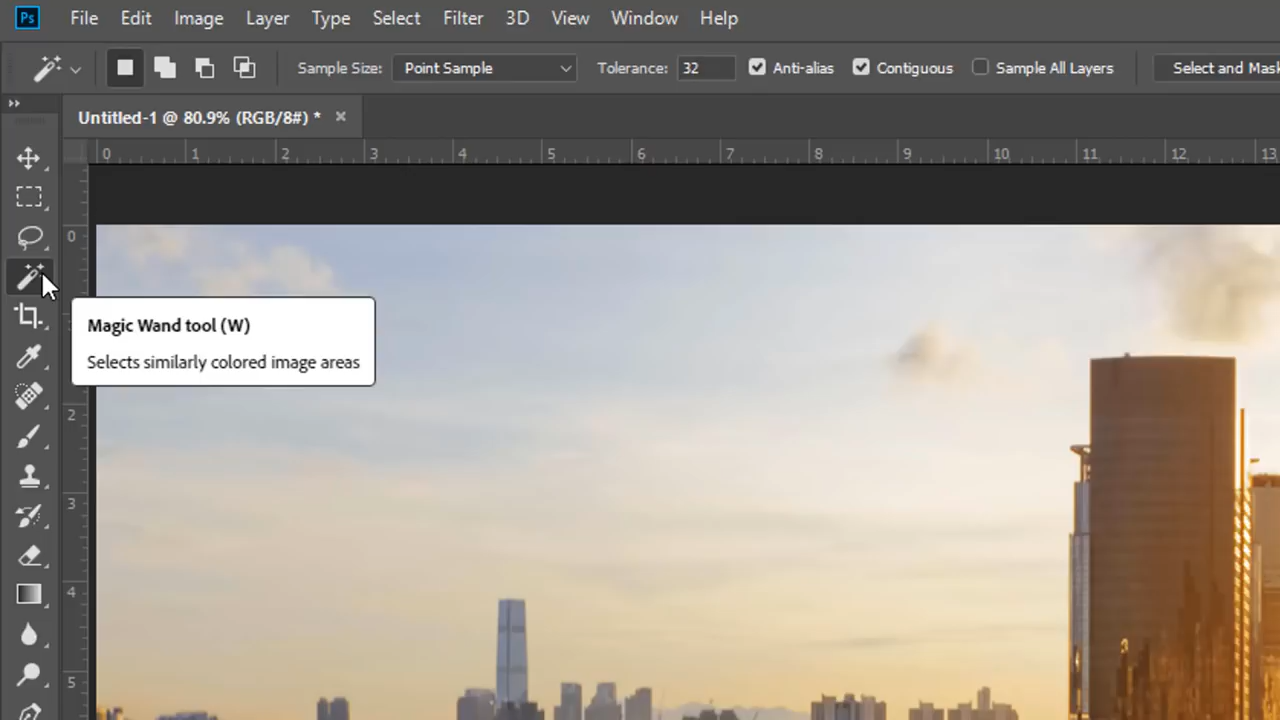 Ps File Edit Image Layer Type Select Filter 3D View Window Help
Sample Size: Point Sample Tolerance: 32 Anti-alias Contiguous Sample All Layers Select and Mask
Untitled-1 @ 80.9% (RGB/8#) * ×
0 1 2 3 4 5 6 7 8 9 10 11 12 13
0
Magic Wand tool (W)
Selects similarly colored image areas
2
3
4
5